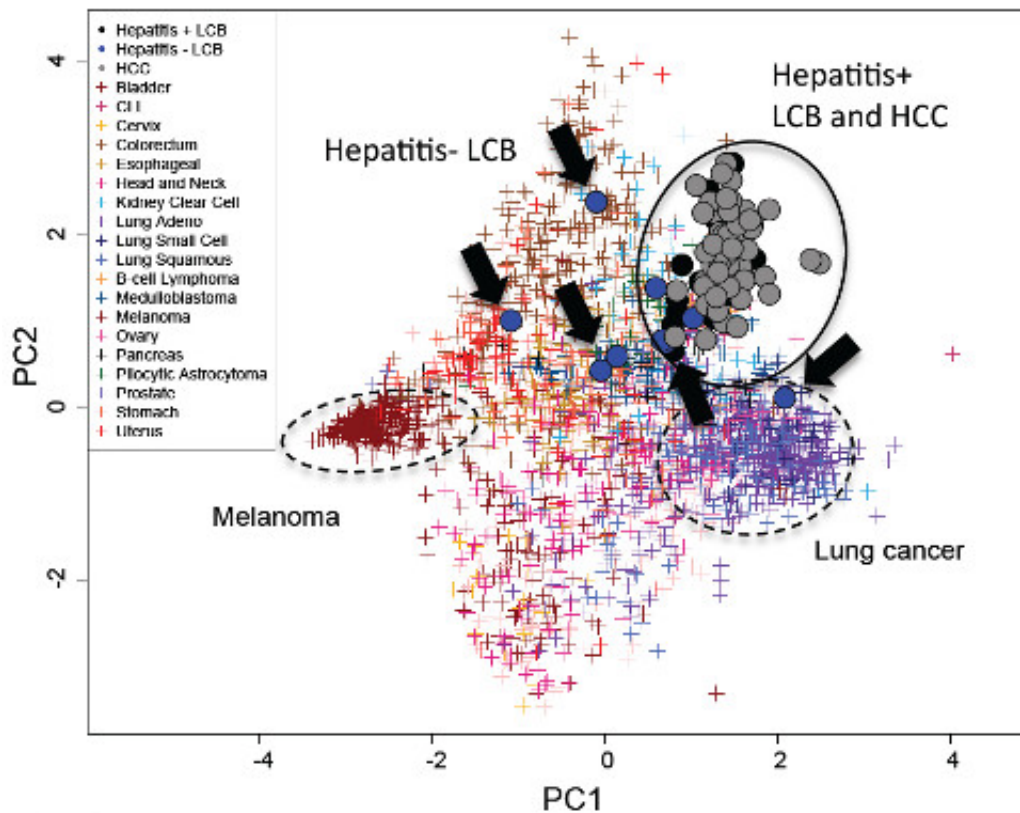 Hepatitis + LCB
Hepatitis - LCB
HCC
Bladder
CLL
Cervix
Colorectum
Esophageal
Head and Neck
Kidney Clear Cell
Lung Adeno
Lung Small Cell
Lung Squamous
B-cell Lymphoma
Medulloblastoma
Melanoma
Ovary
Pancreas
Pilocytic Astrocytoma
Prostate
Stomach
Uterus
Hepatitis- LCB
Hepatitis+
LCB and HCC
Melanoma
Lung cancer
PC2
4
2
0
-2
-4
-2
0
2
4
PC1